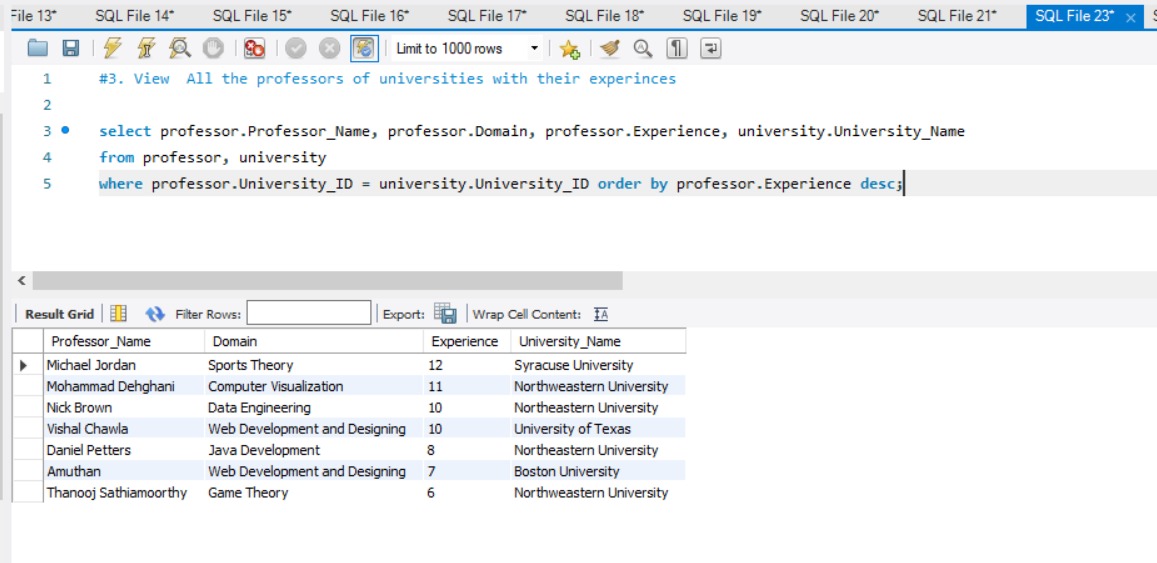 File 13* SQL File 14* SQL File 15* SQL File 16* SQL File 17* SQL File 18* SQL File 19* SQL File 20* SQL File 21* SQL File 23* ×
Limit to 1000 rows
1 #3. View  All the professors of universities with their experinces
2
3 select professor.Professor_Name, professor.Domain, professor.Experience, university.University_Name
4 from professor, university
5 where professor.University_ID = university.University_ID order by professor.Experience desc;
Result Grid Filter Rows: Export: Wrap Cell Content:
Professor_Name Domain Experience University_Name
Michael Jordan Sports Theory 12 Syracuse University
Mohammad Dehghani Computer Visualization 11 Northweastern University
Nick Brown Data Engineering 10 Northeastern University
Vishal Chawla Web Development and Designing 10 University of Texas
Daniel Petters Java Development 8 Northeastern University
Amuthan Web Development and Designing 7 Boston University
Thanooj Sathiamoorthy Game Theory 6 Northweastern University